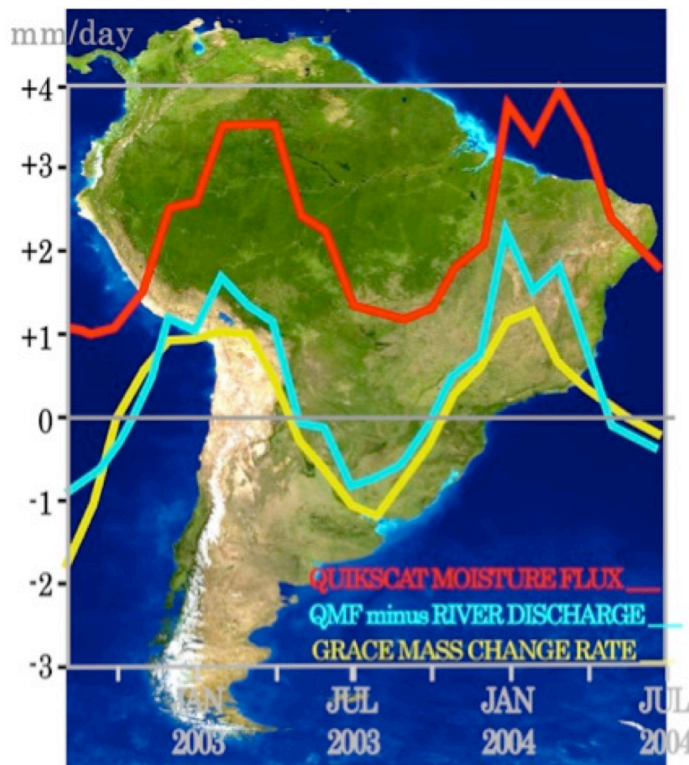 mm/day
+4
+3
+2
+1
0
-1
-2
-3
QUIKSCAT MOISTURE FLUX
QMF minus RIVER DISCHARGE
GRACE MASS CHANGE RATE
JAN JUL JAN JUL
2003 2003 2004 2004